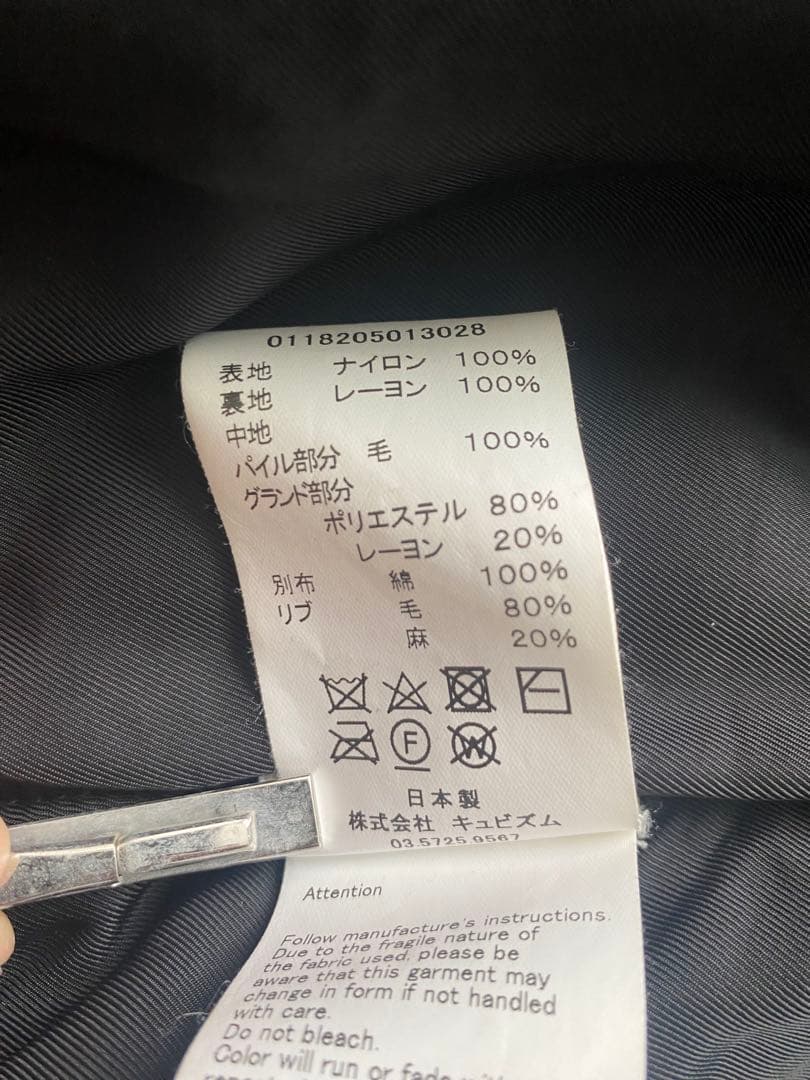 0118205013028
表地 ナイロン 100%
裏地 レーヨン 100%
中地
パイル部分 毛 100%
グランド部分
ポリエステル 80%
レーヨン 20%
別布 綿 100%
リブ 毛 80%
麻 20%
F
W
日本製
株式会社 キュビズム
03.5725.9567
Attention
Follow manufacture's instructions.
Due to the fragile nature of
the fabric used, please be
aware that this garment may
change in form if not handled
with care.
Do not bleach.
Color will run or fade with